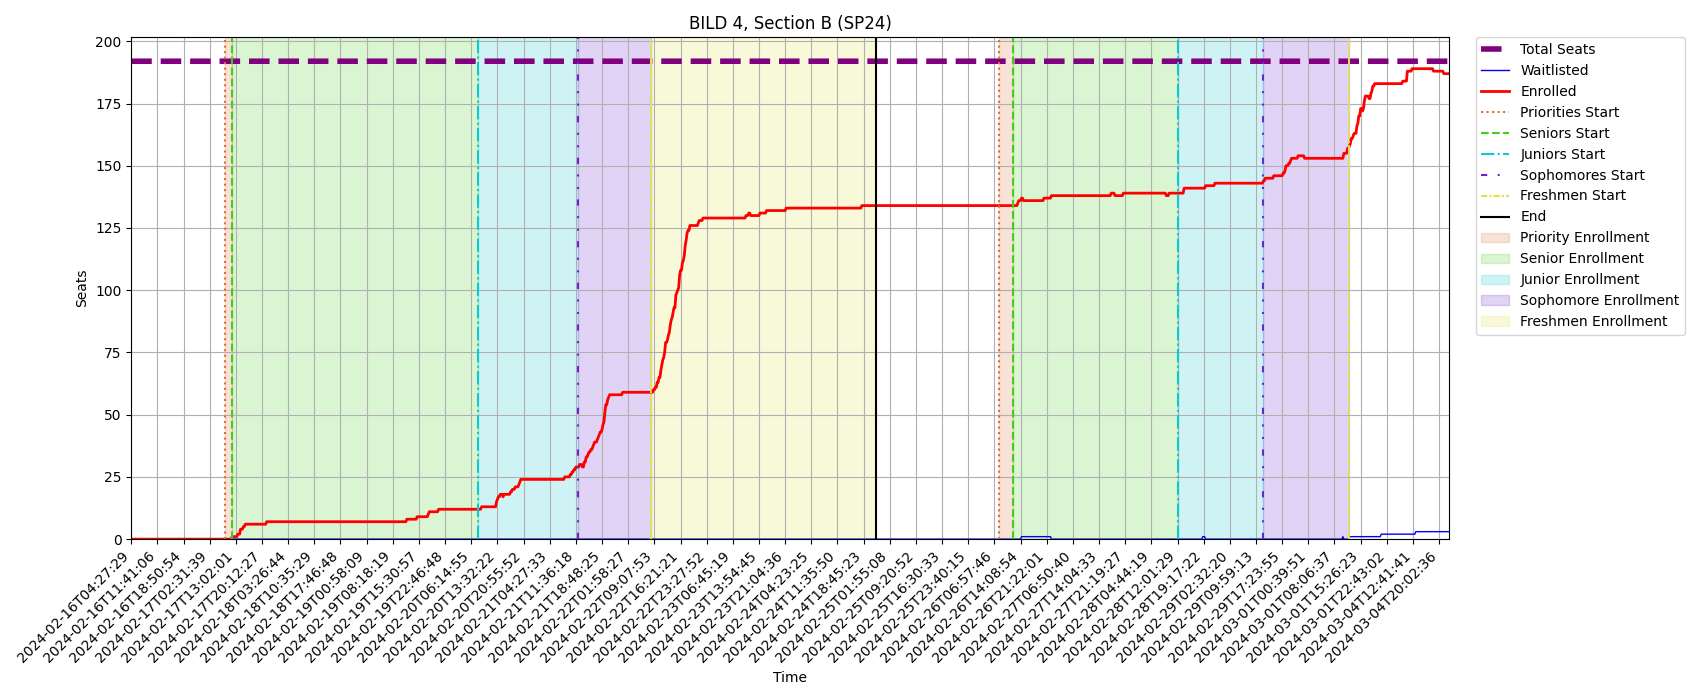 BILD 4, Section B (SP24)
Seats
200
175
150
125
100
75
50
25
0
2024-02-16T04:27:29
2024-02-16T11:41:06
2024-02-16T18:50:54
2024-02-17T02:31:39
2024-02-17T13:02:01
2024-02-17T20:12:27
2024-02-18T03:26:44
2024-02-18T10:35:29
2024-02-18T17:46:48
2024-02-19T00:58:09
2024-02-19T08:18:19
2024-02-19T15:30:57
2024-02-19T22:46:48
2024-02-20T06:14:55
2024-02-20T13:32:22
2024-02-20T20:55:52
2024-02-21T04:27:33
2024-02-21T11:36:18
2024-02-21T18:48:25
2024-02-22T01:58:27
2024-02-22T09:07:53
2024-02-22T16:21:21
2024-02-22T23:27:52
2024-02-23T06:45:19
2024-02-23T13:54:45
2024-02-23T21:04:36
2024-02-24T04:23:25
2024-02-24T11:35:50
2024-02-24T18:45:23
2024-02-25T01:55:08
2024-02-25T09:20:52
2024-02-25T16:30:33
2024-02-25T23:40:15
2024-02-26T06:57:46
2024-02-26T14:08:54
2024-02-26T21:22:01
2024-02-27T06:50:40
2024-02-27T14:04:33
2024-02-27T21:19:27
2024-02-28T04:44:19
2024-02-28T12:01:29
2024-02-28T19:17:22
2024-02-29T02:32:20
2024-02-29T09:59:13
2024-02-29T17:23:55
2024-03-01T00:39:51
2024-03-01T08:06:37
2024-03-01T15:26:23
2024-03-01T22:43:02
2024-03-04T12:41:41
2024-03-04T20:02:36
Time
Total Seats
Waitlisted
Enrolled
Priorities Start
Seniors Start
Juniors Start
Sophomores Start
Freshmen Start
End
Priority Enrollment
Senior Enrollment
Junior Enrollment
Sophomore Enrollment
Freshmen Enrollment